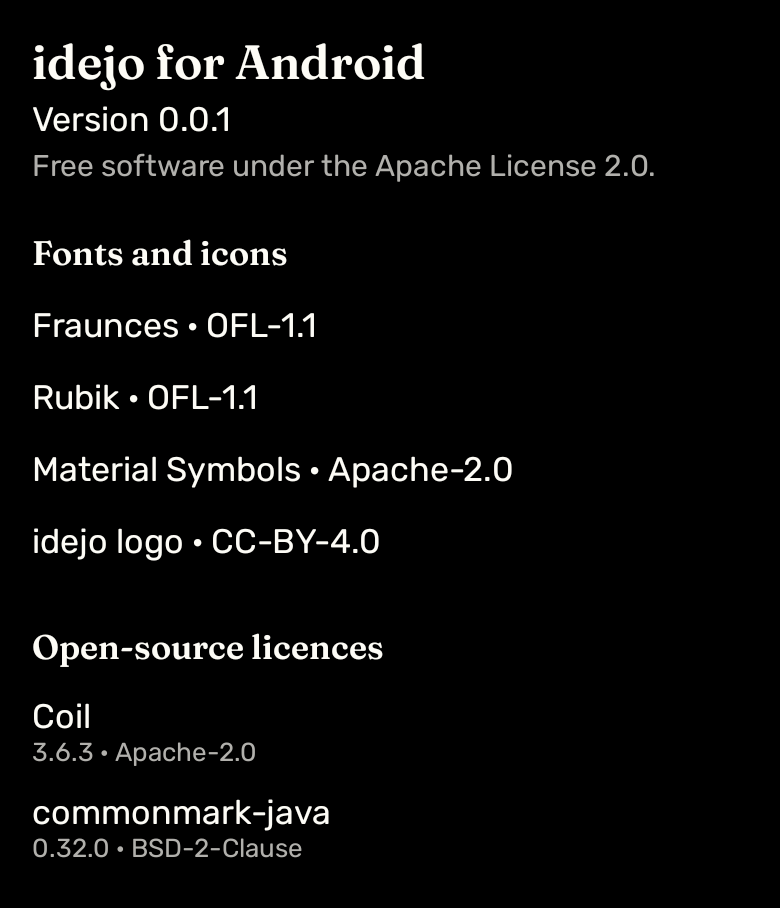 idejo for Android
Version 0.0.1
Free software under the Apache License 2.0.
Fonts and icons
Fraunces • OFL-1.1
Rubik • OFL-1.1
Material Symbols • Apache-2.0
idejo logo • CC-BY-4.0
Open-source licences
Coil
3.6.3 • Apache-2.0
commonmark-java
0.32.0 • BSD-2-Clause